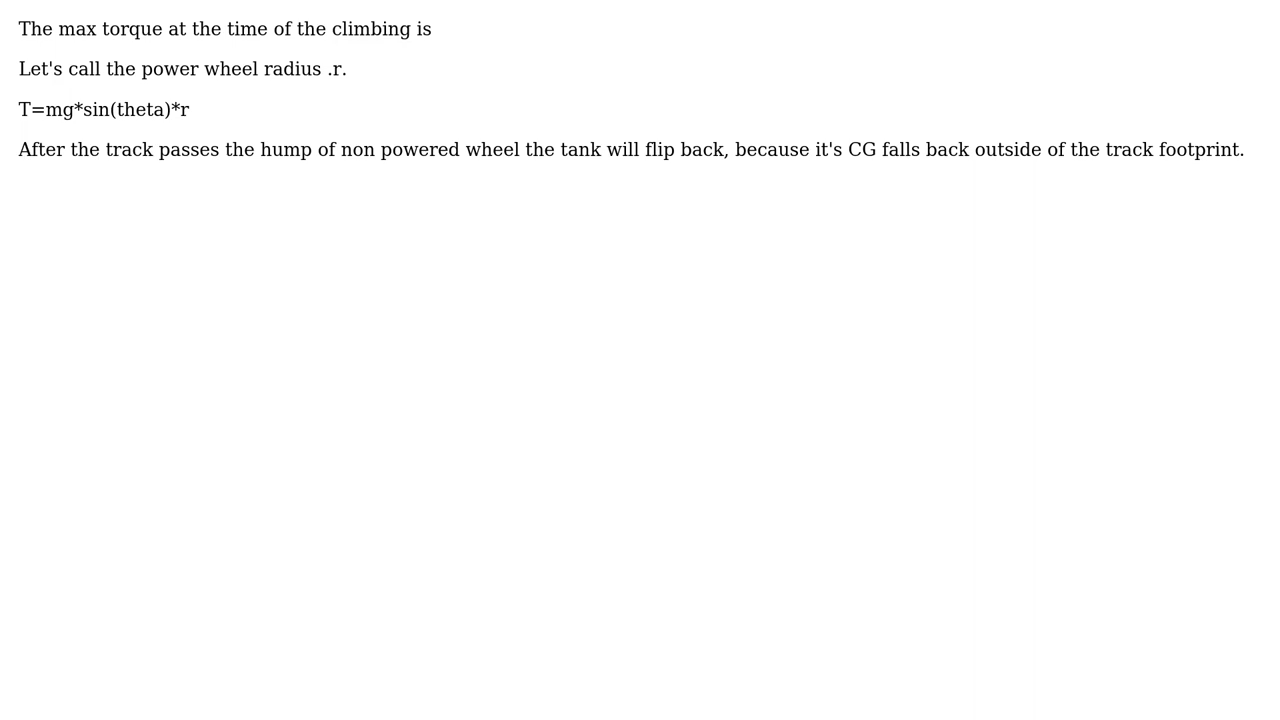 The max torque at the time of the climbing is
Let's call the power wheel radius .r.
T=mg*sin(theta)*r
After the track passes the hump of non powered wheel the tank will flip back, because it's CG falls back outside of the track footprint.